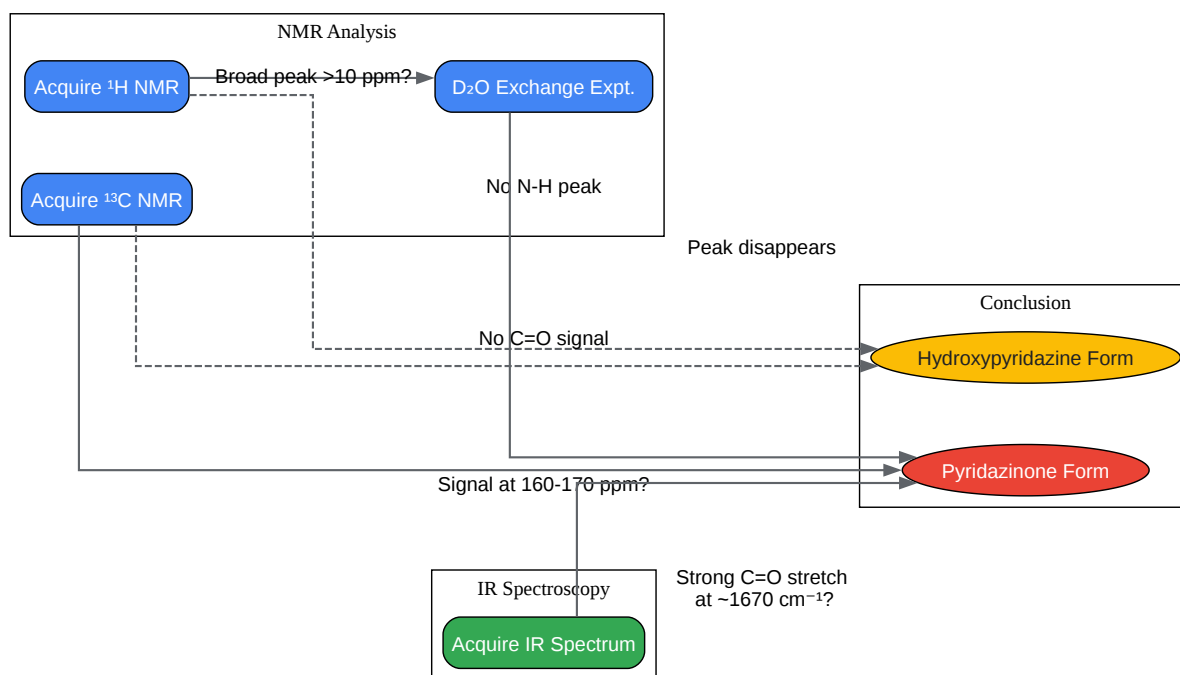 NMR Analysis
Acquire ¹H NMR
Broad peak >10 ppm?
D₂O Exchange Expt.
Acquire ¹³C NMR
No N-H peak
Peak disappears
Conclusion
No C=O signal
Hydroxypyridazine Form
Pyridazinone Form
Signal at 160-170 ppm?
IR Spectroscopy
Strong C=O stretch
at ~1670 cm⁻¹?
Acquire IR Spectrum